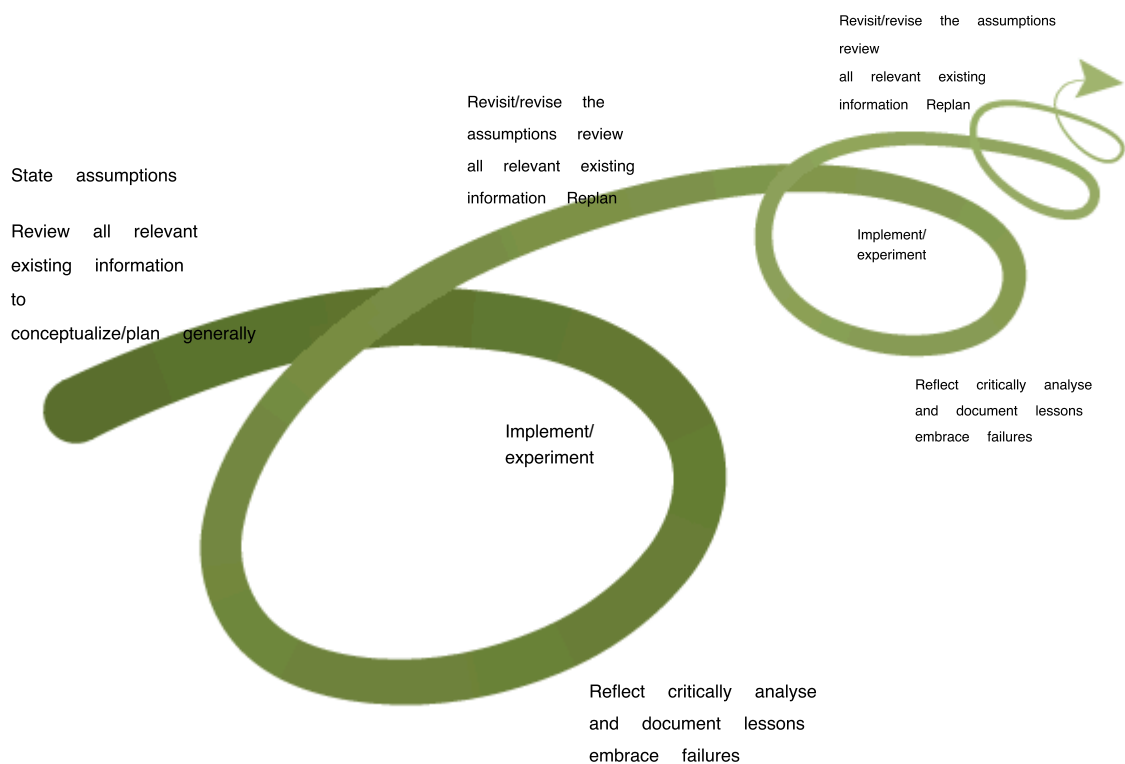 State assumptions
Review all relevant
existing information
to
conceptualize/plan generally
Implement/
experiment
Reflect critically analyse
and document lessons
embrace failures
Revisit/revise the
assumptions review
all relevant existing
information Replan
Implement/
experiment
Reflect critically analyse
and document lessons
embrace failures
Revisit/revise the assumptions
review
all relevant existing
information Replan